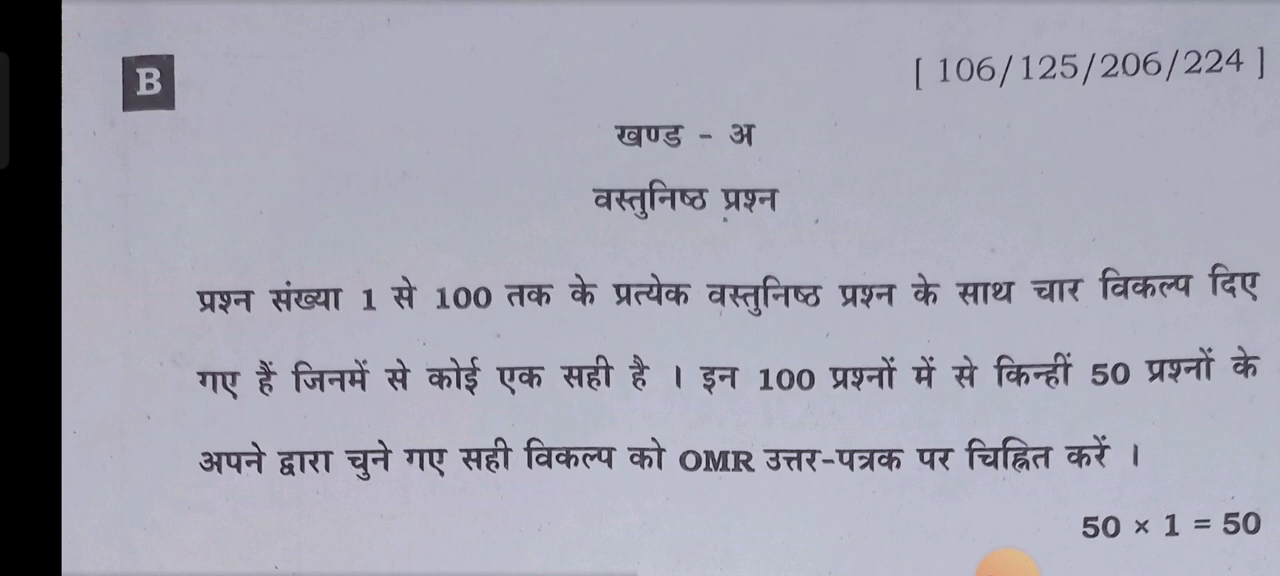 B
[ 106/125/206/224 ]
खण्ड - अ
वस्तुनिष्ठ प्रश्न
प्रश्न संख्या 1 से 100 तक के प्रत्येक वस्तुनिष्ठ प्रश्न के साथ चार विकल्प दिए
गए हैं जिनमें से कोई एक सही है । इन 100 प्रश्नों में से किन्हीं 50 प्रश्नों के
अपने द्वारा चुने गए सही विकल्प को OMR उत्तर-पत्रक पर चिह्नित करें ।
50 × 1 = 50